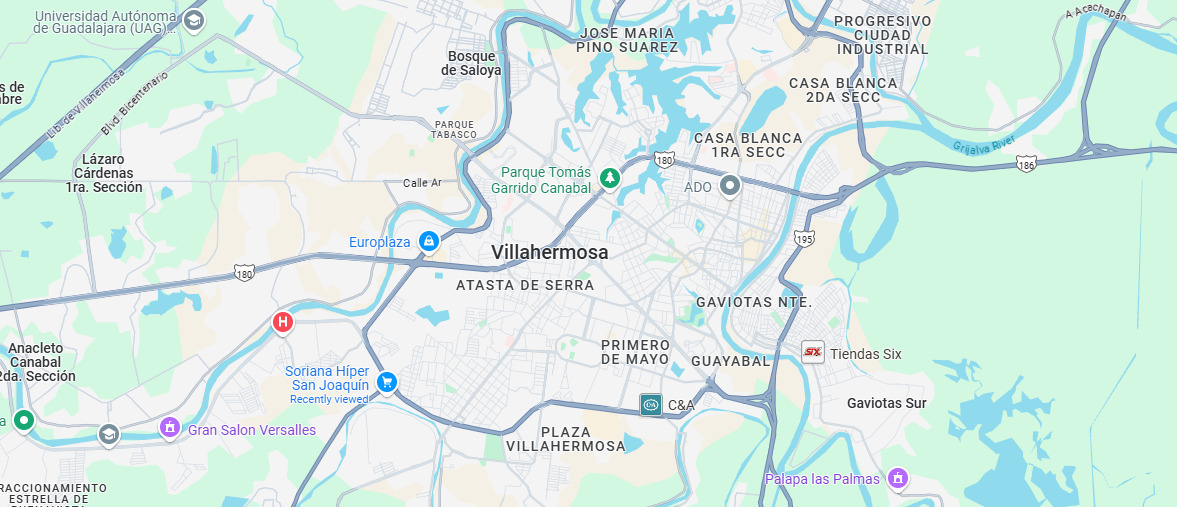 Universidad Autónoma
de Guadalajara (UAG)...
JOSE MARIA
PINO SUAREZ
PROGRESIVO
CIUDAD
INDUSTRIAL
A Acachapan
Bosque
de Saloya
CASA BLANCA
2DA SECC
s de
bre
Lib. de Villahermosa
Blvd. Bicentenario
PARQUE
TABASCO
CASA BLANCA
1RA SECC
Grijalva River
Lázaro
Cárdenas
1ra. Sección
180
186
Parque Tomás
Garrido Canabal
ADO
Calle Ar
Europlaza
195
Villahermosa
180
ATASTA DE SERRA
GAVIOTAS NTE.
H
Anacleto
Canabal
2da. Sección
PRIMERO
DE MAYO
GUAYABAL
SIX
Tiendas Six
Soriana Híper
San Joaquín
Recently viewed
C&A
C&A
Gaviotas Sur
a
Gran Salon Versalles
PLAZA
VILLAHERMOSA
Papala las Palmas
RACCIONAMIENTO
ESTRELLA DE